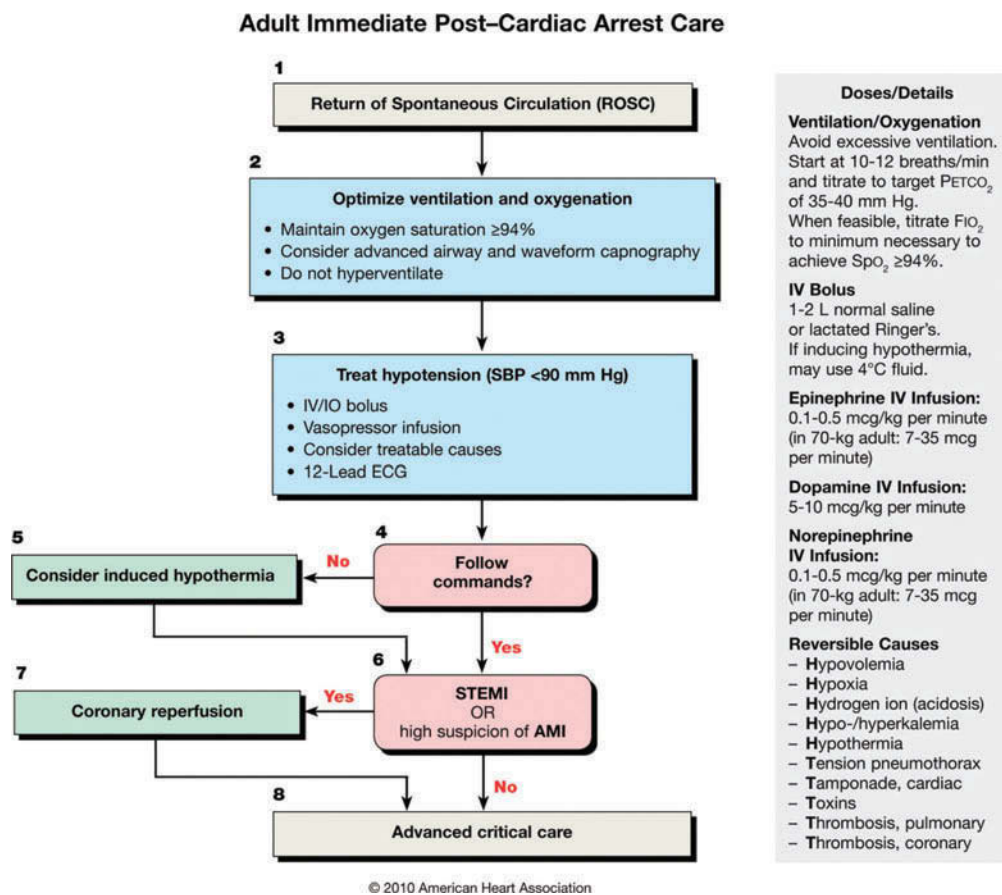 Adult Immediate Post–Cardiac Arrest Care
1
Return of Spontaneous Circulation (ROSC)
2
Optimize ventilation and oxygenation
• Maintain oxygen saturation ≥94%
• Consider advanced airway and waveform capnography
• Do not hyperventilate
3
Treat hypotension (SBP <90 mm Hg)
• IV/IO bolus
• Vasopressor infusion
• Consider treatable causes
• 12-Lead ECG
4
Follow
commands?
No
5
Consider induced hypothermia
Yes
6
STEMI
OR
high suspicion of AMI
Yes
7
Coronary reperfusion
No
8
Advanced critical care
Doses/Details
Ventilation/Oxygenation
Avoid excessive ventilation.
Start at 10-12 breaths/min
and titrate to target PETCO₂
of 35-40 mm Hg.
When feasible, titrate FIO₂
to minimum necessary to
achieve SpO₂ ≥94%.
IV Bolus
1-2 L normal saline
or lactated Ringer's.
If inducing hypothermia,
may use 4°C fluid.
Epinephrine IV Infusion:
0.1-0.5 mcg/kg per minute
(in 70-kg adult: 7-35 mcg
per minute)
Dopamine IV Infusion:
5-10 mcg/kg per minute
Norepinephrine
IV Infusion:
0.1-0.5 mcg/kg per minute
(in 70-kg adult: 7-35 mcg
per minute)
Reversible Causes
– Hypovolemia
– Hypoxia
– Hydrogen ion (acidosis)
– Hypo-/hyperkalemia
– Hypothermia
– Tension pneumothorax
– Tamponade, cardiac
– Toxins
– Thrombosis, pulmonary
– Thrombosis, coronary
© 2010 American Heart Association